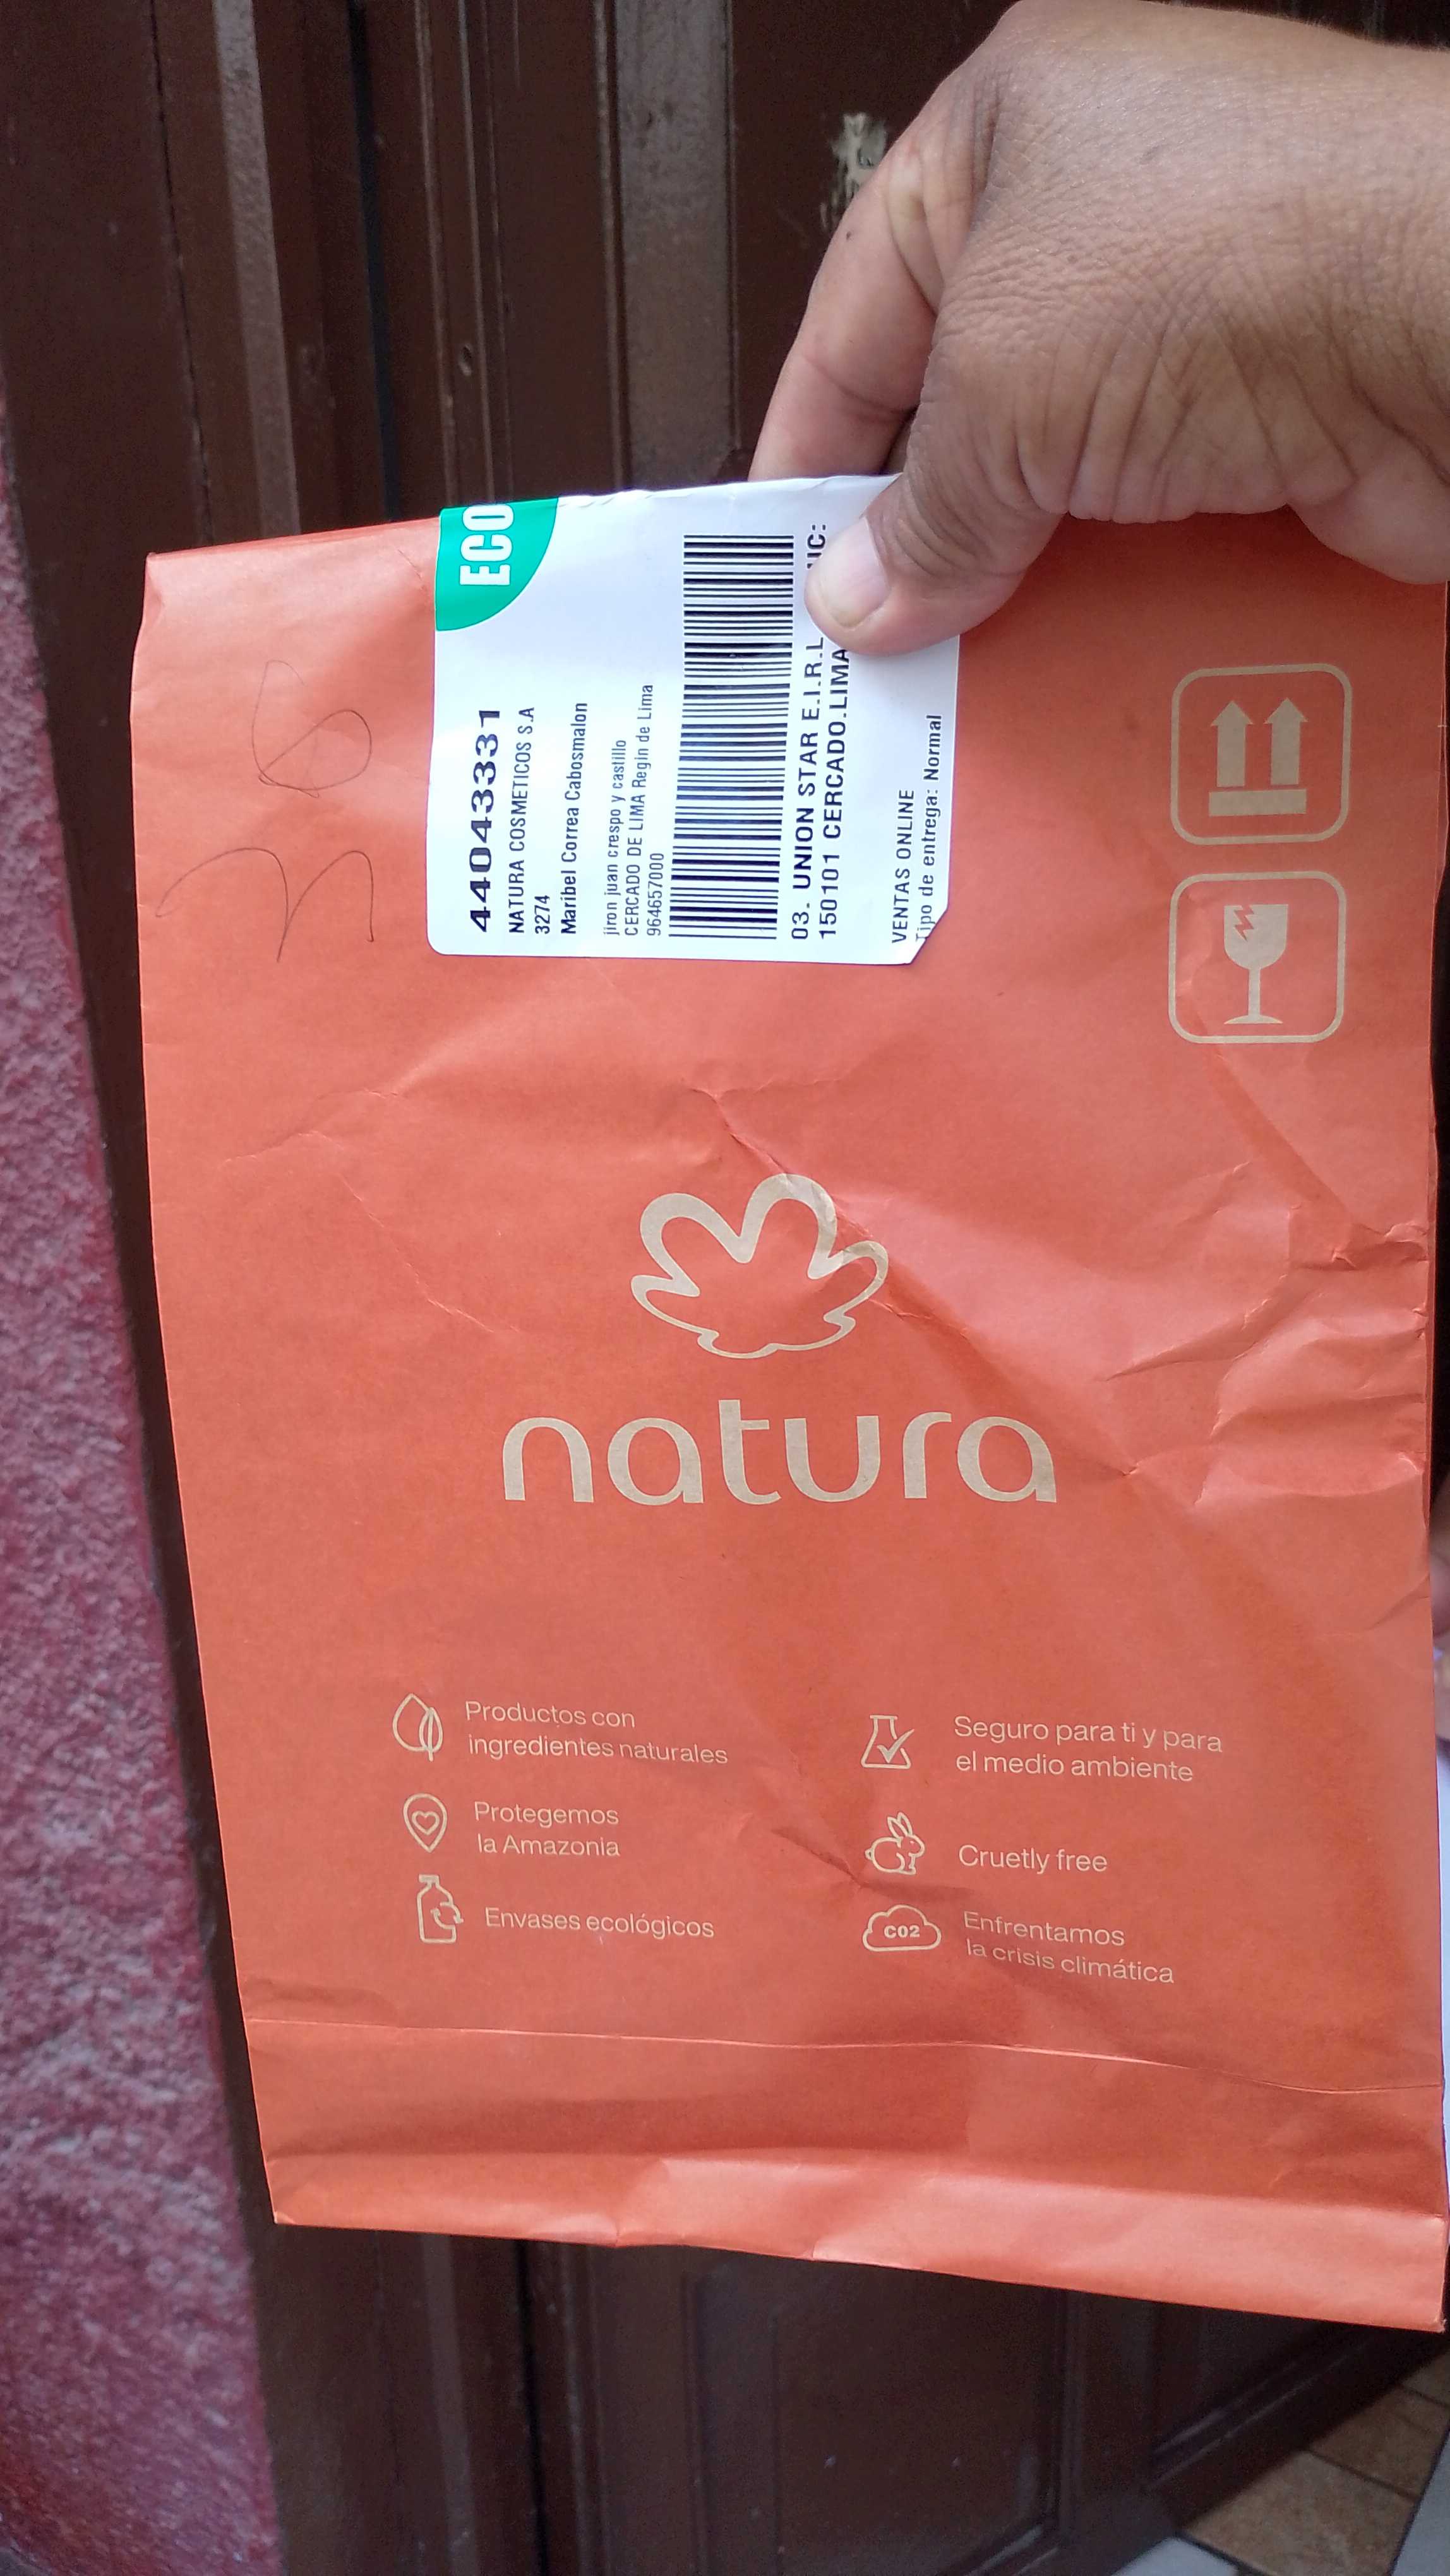 36
ECO
44043331
NATURA COSMETICOS S.A
3274
Maribel Correa Cabosmalon
jiron juan crespo y castillo
CERCADO DE LIMA Regin de Lima
964657000
03. UNION STAR E.I.R.L
150101 CERCADO.LIMA
VENTAS ONLINE
Tipo de entrega: Normal
natura
Productos con
ingredientes naturales
Protegemos
la Amazonia
Envases ecológicos
Seguro para ti y para
el medio ambiente
Cruetly free
CO2
Enfrentamos
la crisis climática